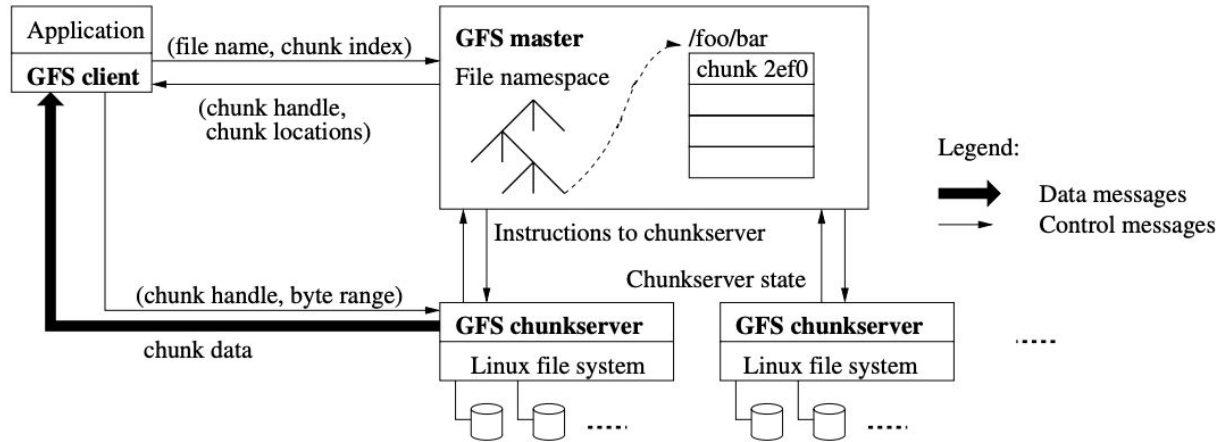 Application
GFS client
(file name, chunk index)
(chunk handle,
chunk locations)
GFS master
File namespace
/foo/bar
chunk 2ef0
Legend:
Data messages
Control messages
Instructions to chunkserver
Chunkserver state
(chunk handle, byte range)
chunk data
GFS chunkserver
Linux file system
GFS chunkserver
Linux file system